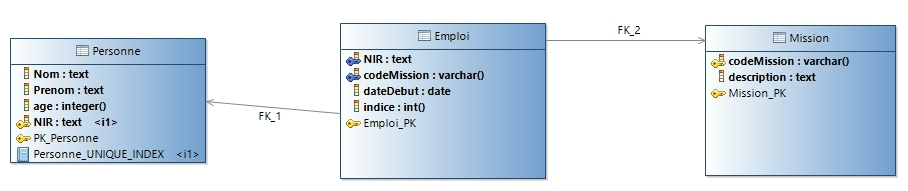 Personne
Nom : text
Prenom : text
age : integer()
NIR : text <i1>
PK_Personne
Personne_UNIQUE_INDEX <i1>
FK_1
Emploi
NIR : text
codeMission : varchar()
dateDebut : date
indice : int()
Emploi_PK
FK_2
Mission
codeMission : varchar()
description : text
Mission_PK